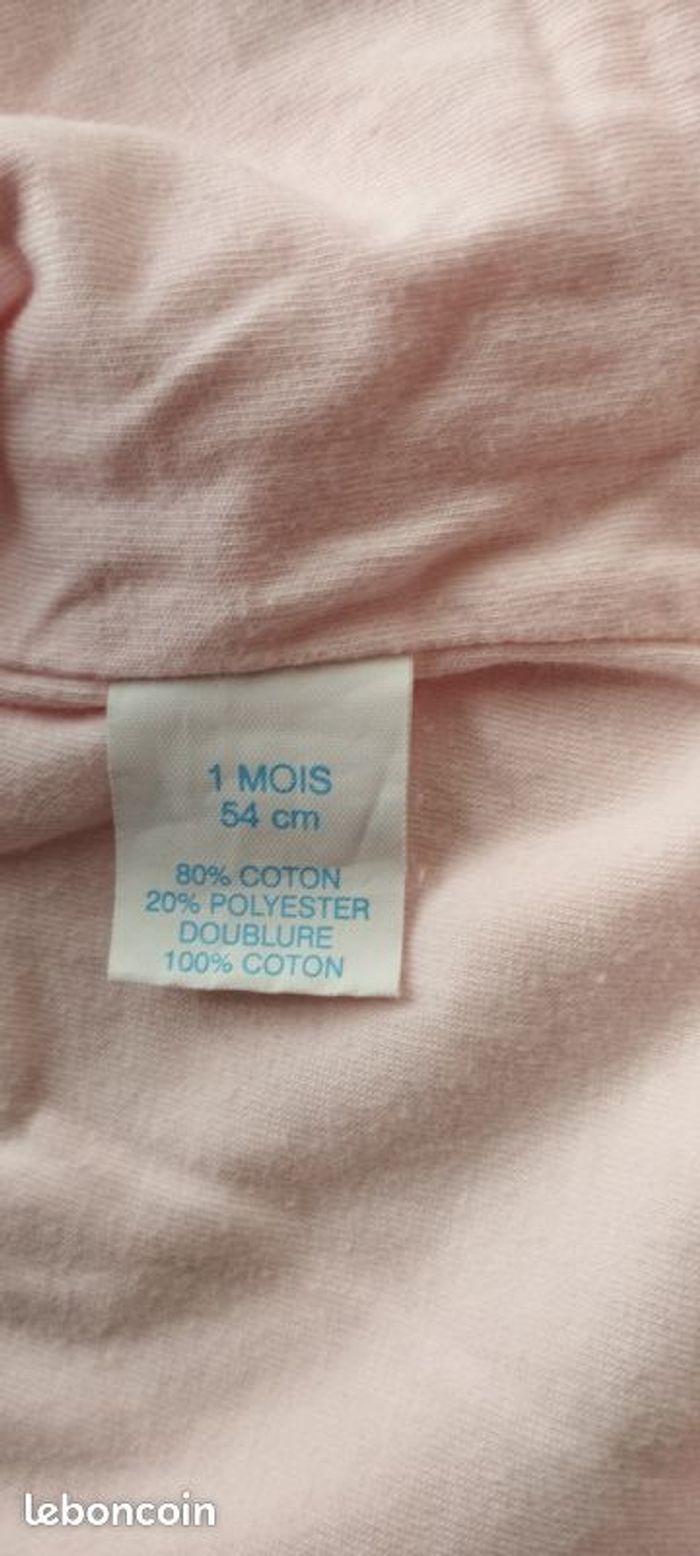 1 MOIS
54 cm
80% COTON
20% POLYESTER
DOUBLURE
100% COTON
leboncoin